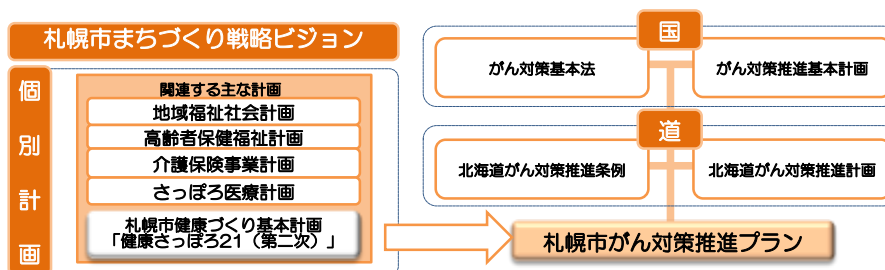 札幌市まちづくり戦略ビジョン
個別計画
関連する主な計画
地域福祉社会計画
高齢者保健福祉計画
介護保険事業計画
さっぽろ医療計画
札幌市健康づくり基本計画
「健康さっぽろ21（第二次）」
国
がん対策基本法
がん対策推進基本計画
道
北海道がん対策推進条例
北海道がん対策推進計画
札幌市がん対策推進プラン